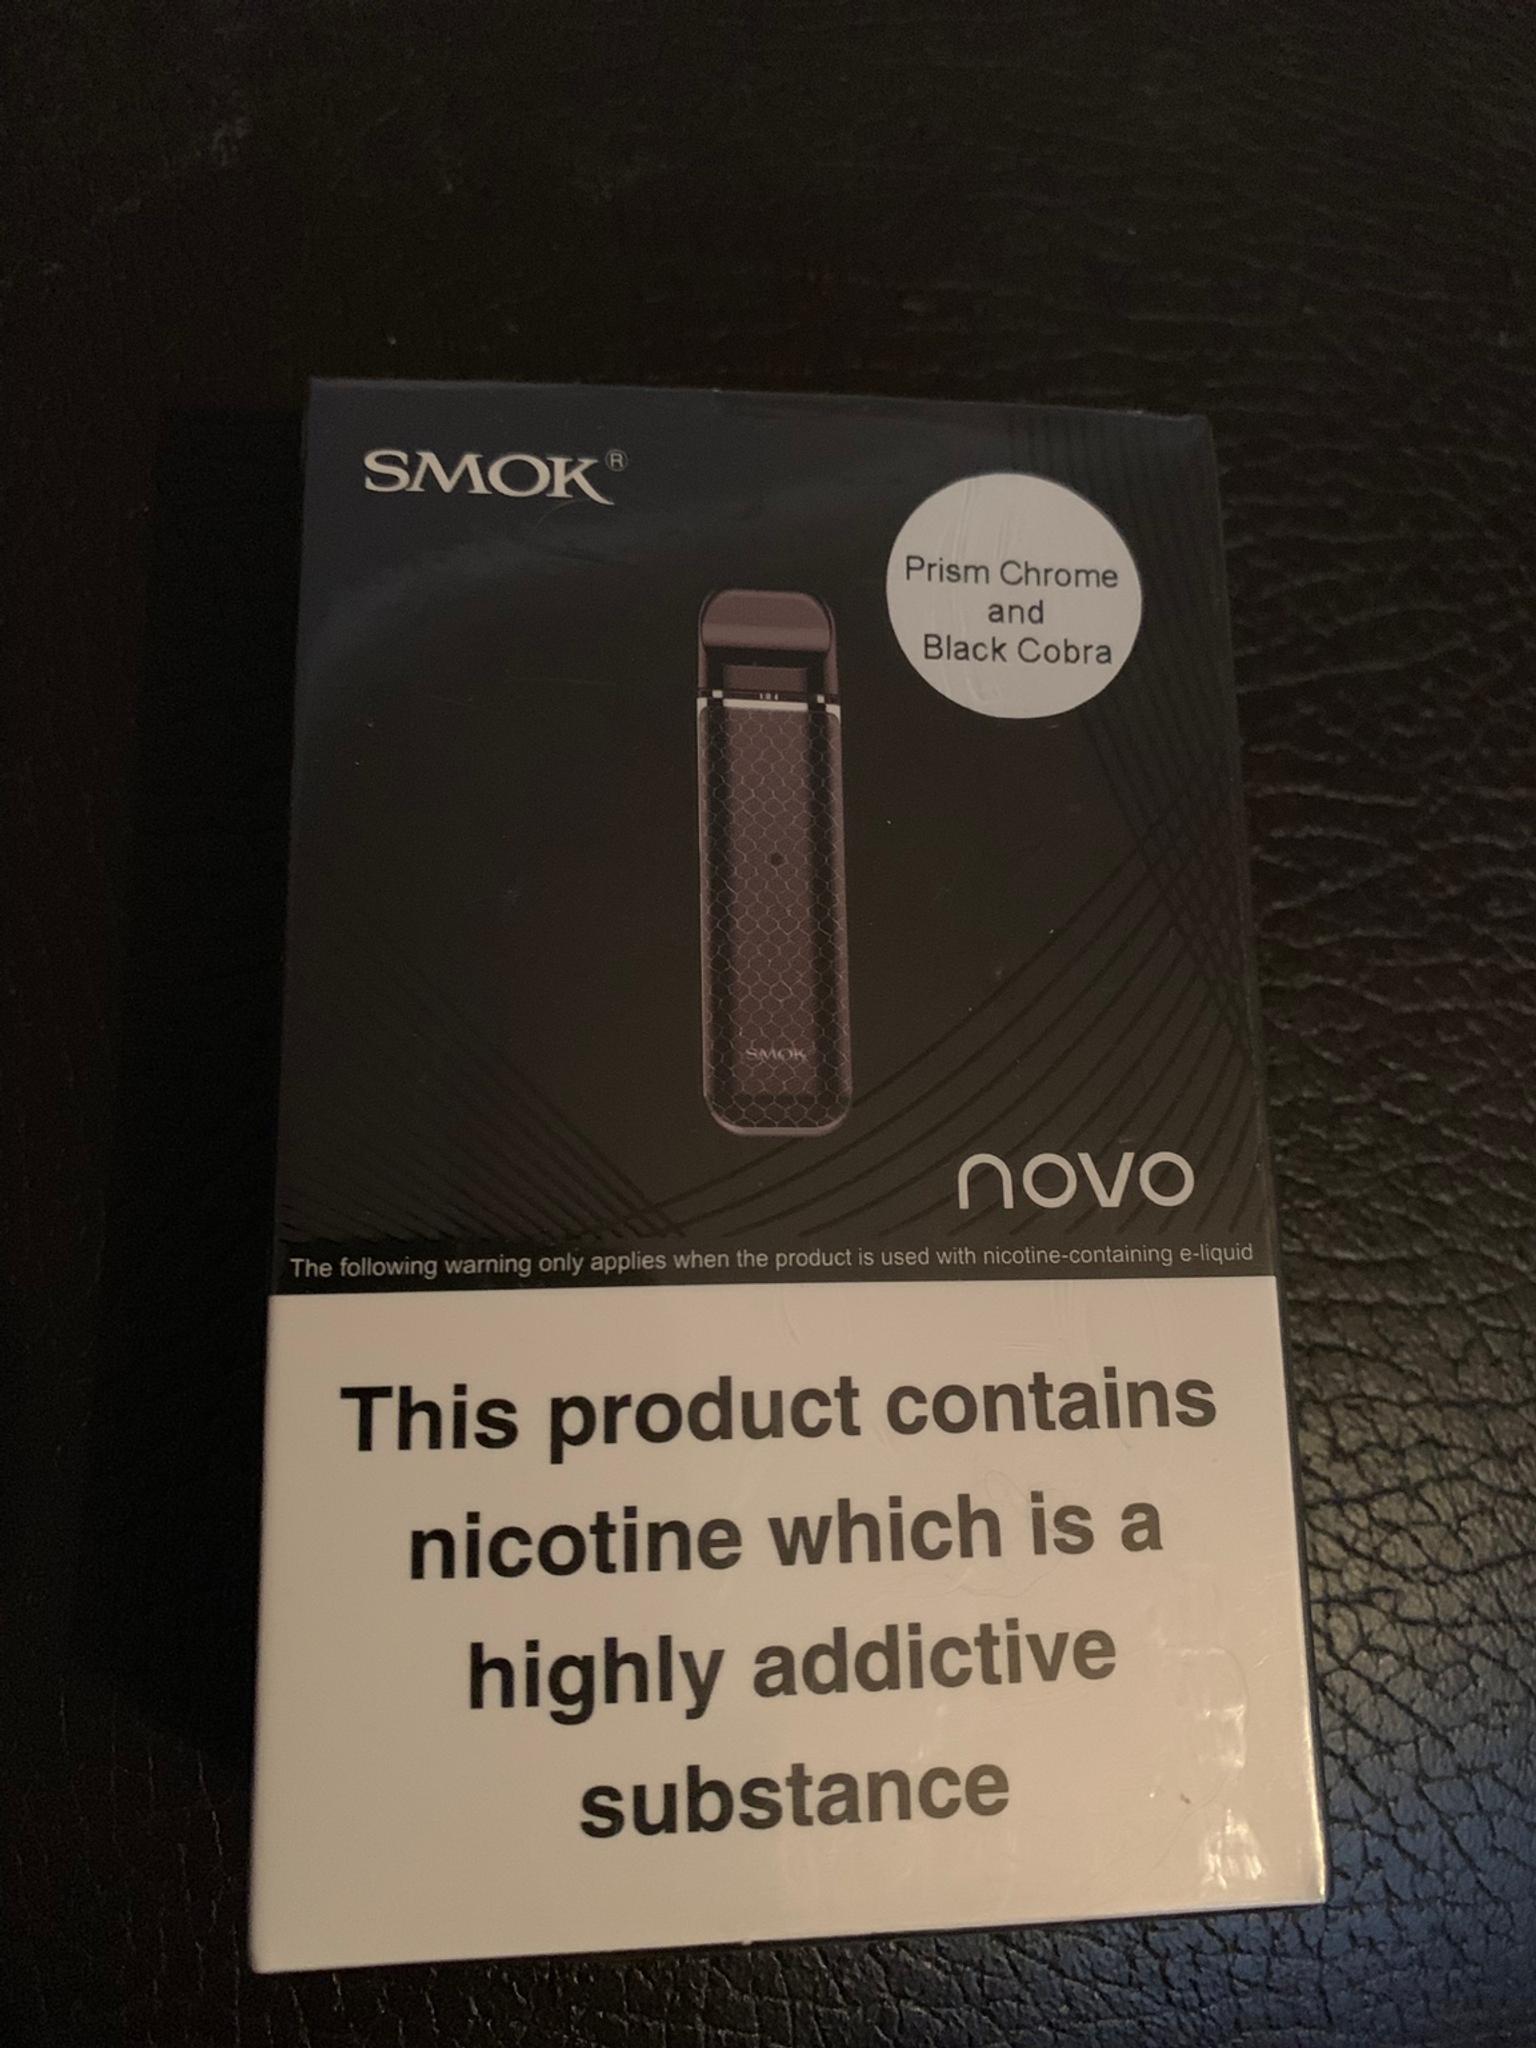 SMOK®
Prism Chrome
and
Black Cobra
SMOK
novo
The following warning only applies when the product is used with nicotine-containing e-liquid
This product contains
nicotine which is a
highly addictive
substance